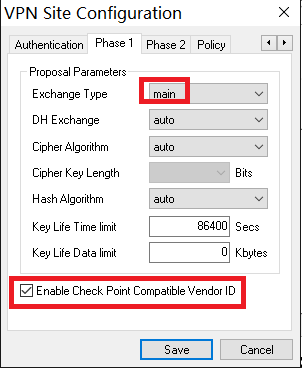 VPN Site Configuration
Authentication Phase 1 Phase 2 Policy
Proposal Parameters
Exchange Type main
DH Exchange auto
Cipher Algorithm auto
Cipher Key Length Bits
Hash Algorithm auto
Key Life Time limit 86400 Secs
Key Life Data limit 0 Kbytes
Enable Check Point Compatible Vendor ID
Save Cancel